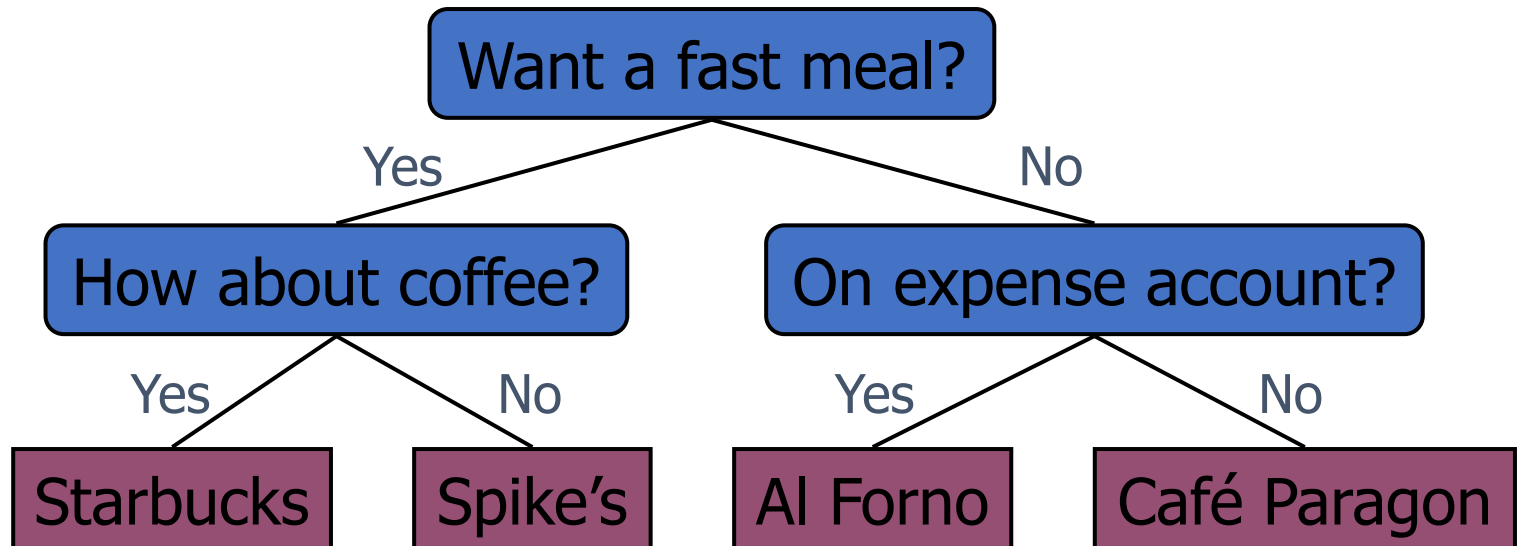 Want a fast meal?
Yes
No
How about coffee?
On expense account?
Yes
No
Yes
No
Starbucks
Spike’s
Al Forno
Café Paragon